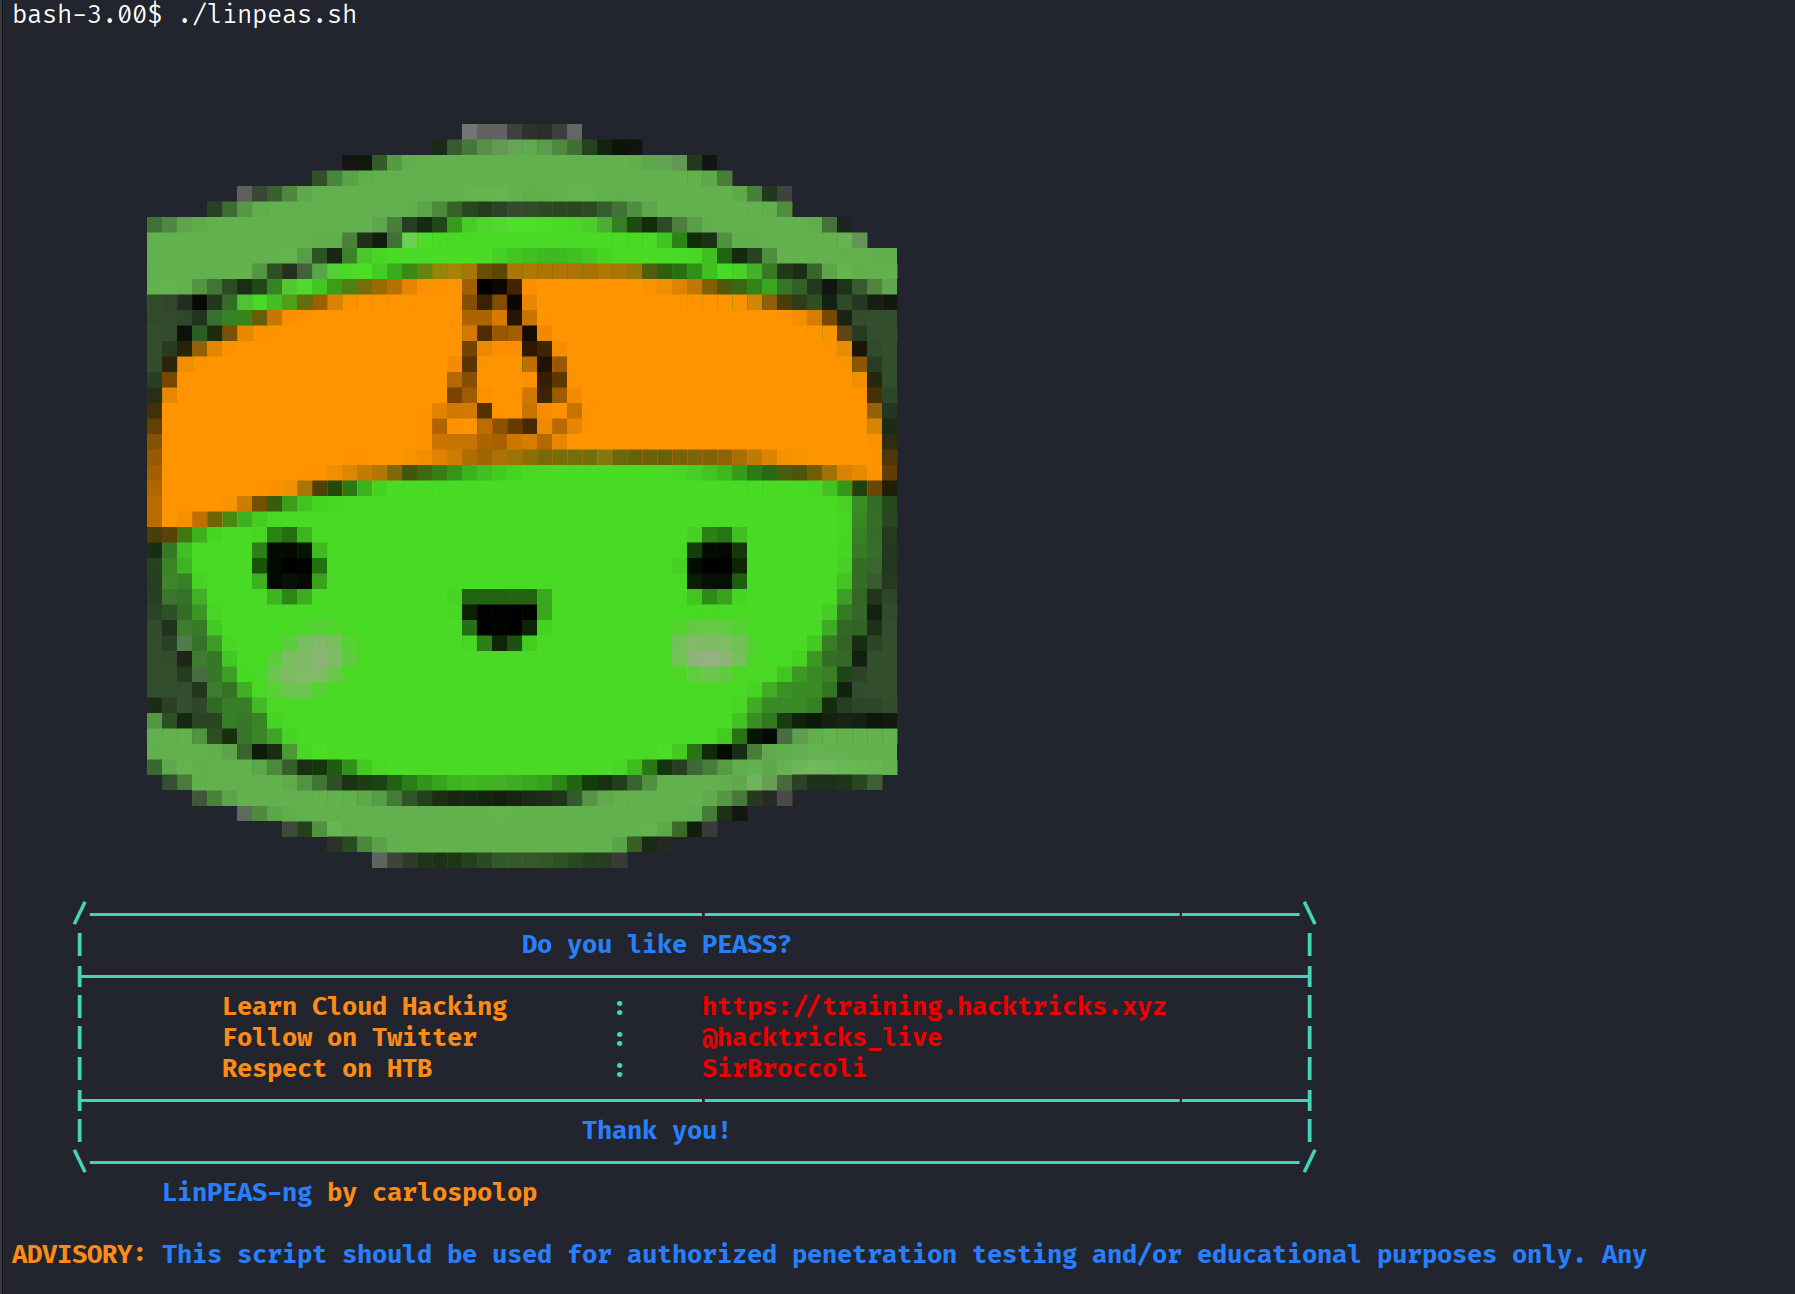 bash-3.00$ ./linpeas.sh
Do you like PEASS?
Learn Cloud Hacking : https://training.hacktricks.xyz
Follow on Twitter : @hacktricks_live
Respect on HTB : SirBroccoli
Thank you!
LinPEAS-ng by carlospolop
ADVISORY: This script should be used for authorized penetration testing and/or educational purposes only. Any